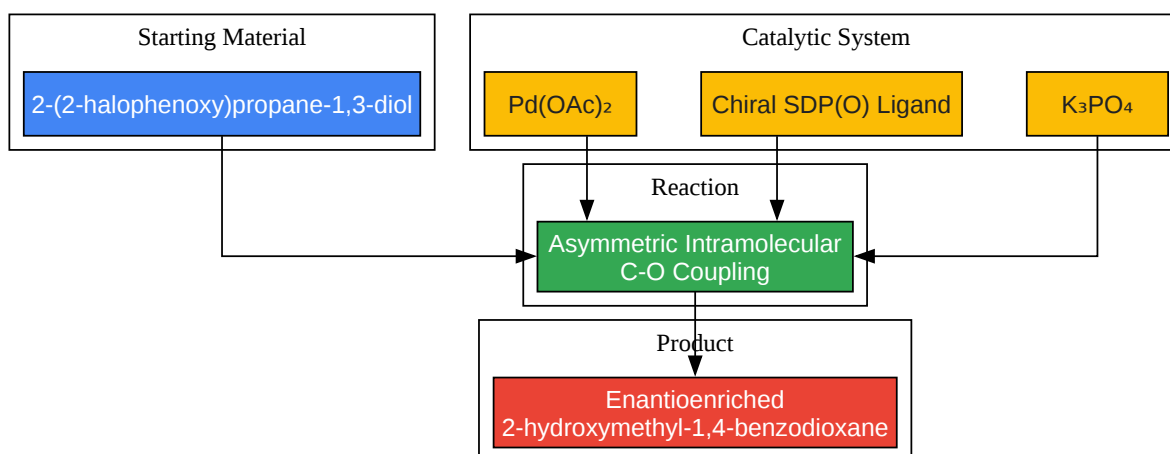 Starting Material
2-(2-halophenoxy)propane-1,3-diol
Catalytic System
Pd(OAc)₂
Chiral SDP(O) Ligand
K₃PO₄
Reaction
Asymmetric Intramolecular
C-O Coupling
Product
Enantioenriched
2-hydroxymethyl-1,4-benzodioxane